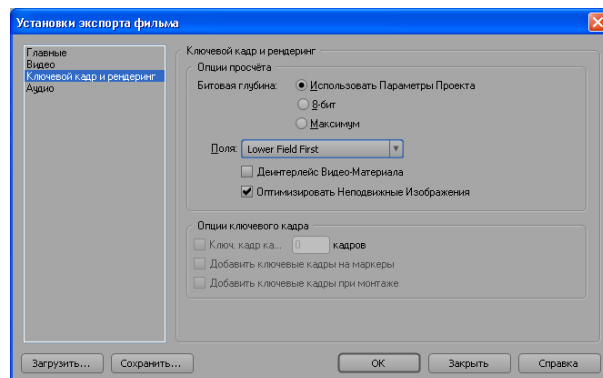 Установки экспорта фильма
Главные
Видео
Ключевой кадр и рендеринг
Аудио
Ключевой кадр и рендеринг
Опции просчёта
Битовая глубина: Использовать Параметры Проекта
8-бит
Максимум
Поля: Lower Field First
Деинтерлейс Видео-Материала
Оптимизировать Неподвижные Изображения
Опции ключевого кадра
Ключ. кадр ка... 0 кадров
Добавить ключевые кадры на маркеры
Добавить ключевые кадры при монтаже
Загрузить... Сохранить... OK Закрыть Справка